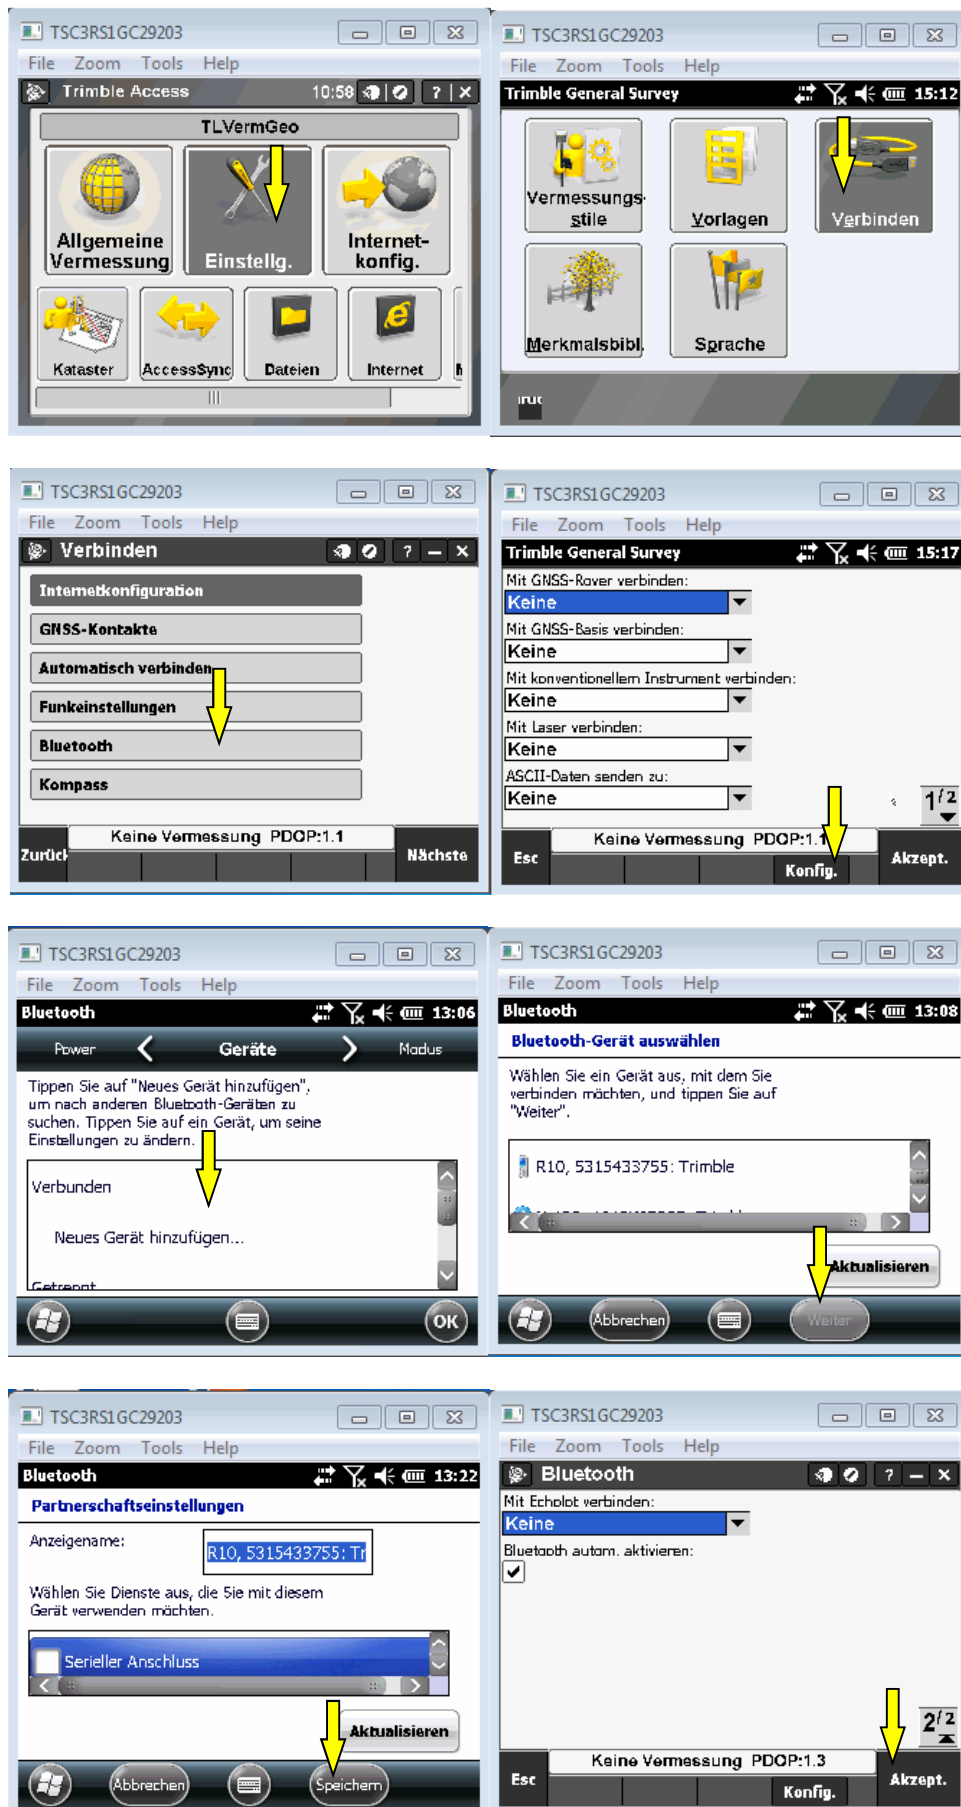 TSC3RS1GC29203
File Zoom Tools Help
Trimble Access 10:58 ? X
TLVermGeo
Allgemeine
Vermessung
Einstellg.
Internet-
konfig.
Kataster
AccessSync
Dateien
Internet
TSC3RS1GC29203
File Zoom Tools Help
Trimble General Survey 15:12
Vermessungs-
stile
Vorlagen
Verbinden
Merkmalsbibl.
Sprache
TSC3RS1GC29203
File Zoom Tools Help
Verbinden ? – X
Internetkonfiguration
GNSS-Kontakte
Automatisch verbinden
Funkeinstellungen
Bluetooth
Kompass
Keine Vermessung PDOP:1.1
Zurück
Nächste
TSC3RS1GC29203
File Zoom Tools Help
Trimble General Survey 15:17
Mit GNSS-Rover verbinden:
Keine
Mit GNSS-Basis verbinden:
Keine
Mit konventionellem Instrument verbinden:
Keine
Mit Laser verbinden:
Keine
ASCII-Daten senden zu:
Keine
1/2
Keine Vermessung PDOP:1.1
Esc
Konfig.
Akzept.
TSC3RS1GC29203
File Zoom Tools Help
Bluetooth 13:06
Power Geräte Modus
Tippen Sie auf "Neues Gerät hinzufügen",
um nach anderen Bluetooth-Geräten zu
suchen. Tippen Sie auf ein Gerät, um seine
Einstellungen zu ändern.
Verbunden
Neues Gerät hinzufügen...
Getrennt
OK
TSC3RS1GC29203
File Zoom Tools Help
Bluetooth 13:08
Bluetooth-Gerät auswählen
Wählen Sie ein Gerät aus, mit dem Sie
verbinden möchten, und tippen Sie auf
"Weiter".
R10, 5315433755: Trimble
Aktualisieren
Abbrechen
Weiter
TSC3RS1GC29203
File Zoom Tools Help
Bluetooth 13:22
Partnerschaftseinstellungen
Anzeigename:
R10, 5315433755: Tr
Wählen Sie Dienste aus, die Sie mit diesem
Gerät verwenden möchten.
Serieller Anschluss
Aktualisieren
Abbrechen
Speichern
TSC3RS1GC29203
File Zoom Tools Help
Bluetooth ? – X
Mit Echolot verbinden:
Keine
Bluetooth autom. aktivieren:
2/2
Keine Vermessung PDOP:1.3
Esc
Konfig.
Akzept.